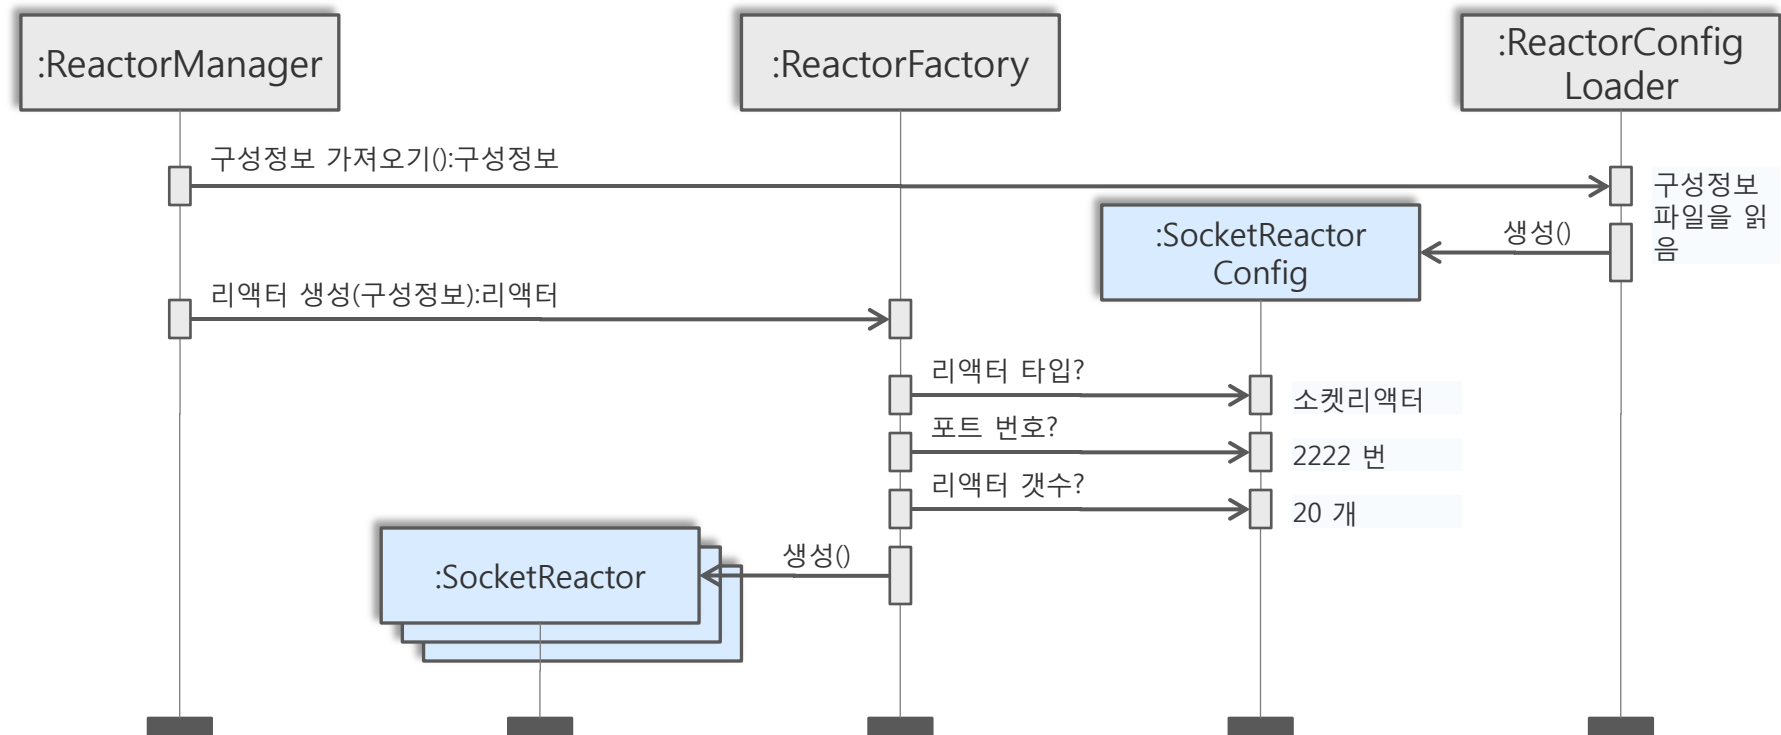 :ReactorManager
:ReactorFactory
:ReactorConfig
Loader
구성정보 가져오기():구성정보
구성정보
파일을 읽
음
:SocketReactor
Config
생성()
리액터 생성(구성정보):리액터
리액터 타입?
소켓리액터
포트 번호?
2222 번
리액터 갯수?
20 개
:SocketReactor
생성()